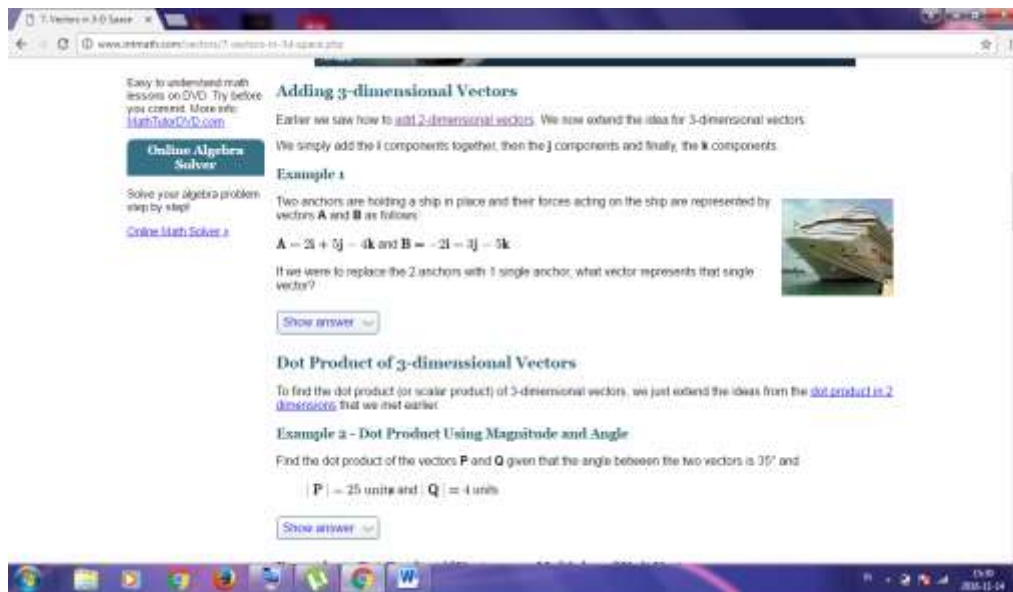 7. Vectors in 3-D Space
www.intmath.com/vectors/7-vectors-in-3d-space.php
Easy to understand math
lessons on DVD. Try before
you commit. More info:
MathTutorDVD.com
Online Algebra
Solver
Solve your algebra problem
step by step!
Online Math Solver »
Adding 3-dimensional Vectors
Earlier we saw how to add 2-dimensional vectors. We now extend the idea for 3-dimensional vectors.
We simply add the i components together, then the j components and finally, the k components.
Example 1
Two anchors are holding a ship in place and their forces acting on the ship are represented by
vectors A and B as follows:
A = 2i + 5j − 4k and B = −2i − 3j − 5k
If we were to replace the 2 anchors with 1 single anchor, what vector represents that single
vector?
Show answer
Dot Product of 3-dimensional Vectors
To find the dot product (or scalar product) of 3-dimensional vectors, we just extend the ideas from the dot product in 2
dimensions that we met earlier.
Example 2 - Dot Product Using Magnitude and Angle
Find the dot product of the vectors P and Q given that the angle between the two vectors is 35° and
| P | = 25 units and | Q | = 4 units
Show answer
2016-11-14